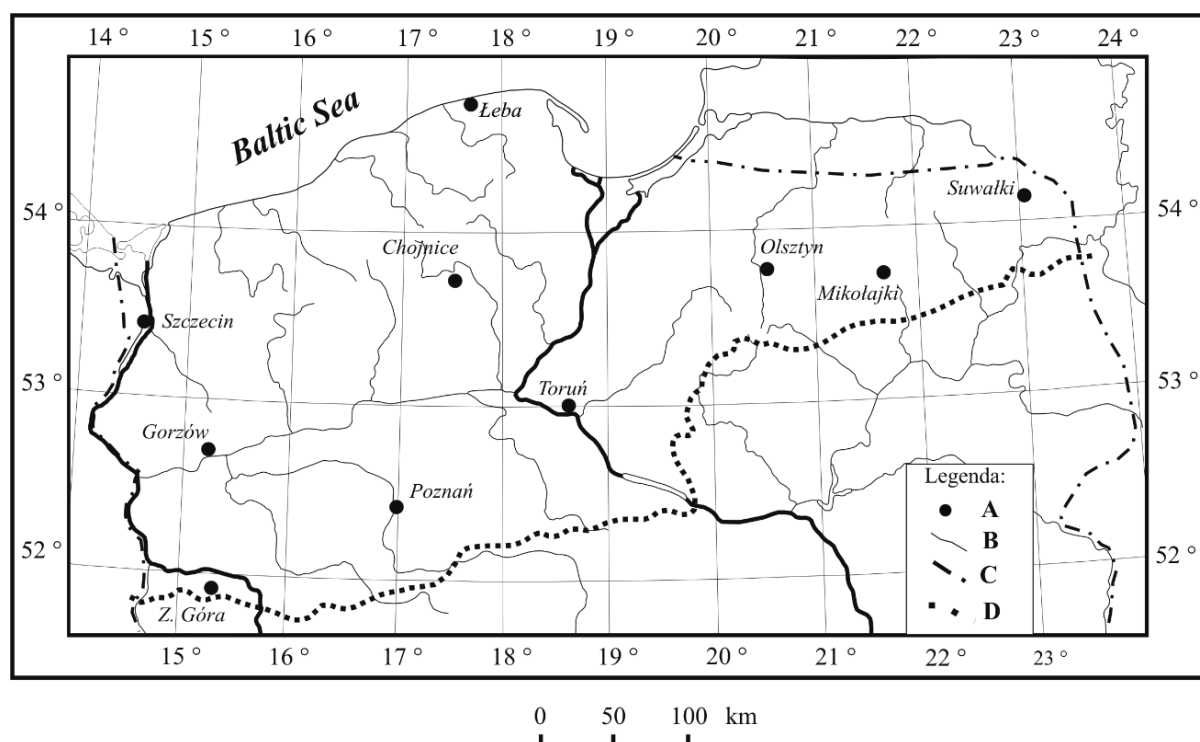 14 ° 15 ° 16 ° 17 ° 18 ° 19 ° 20 ° 21 ° 22 ° 23 ° 24 °
Baltic Sea
Łeba
Suwałki
54 ° 54 °
Chojnice
Olsztyn
Mikołajki
Szczecin
53 ° 53 °
Toruń
Gorzów
Poznań
Legenda:
A
B
C
D
52 ° 52 °
Z. Góra
15 ° 16 ° 17 ° 18 ° 19 ° 20 ° 21 ° 22 ° 23 °
0 50 100 km